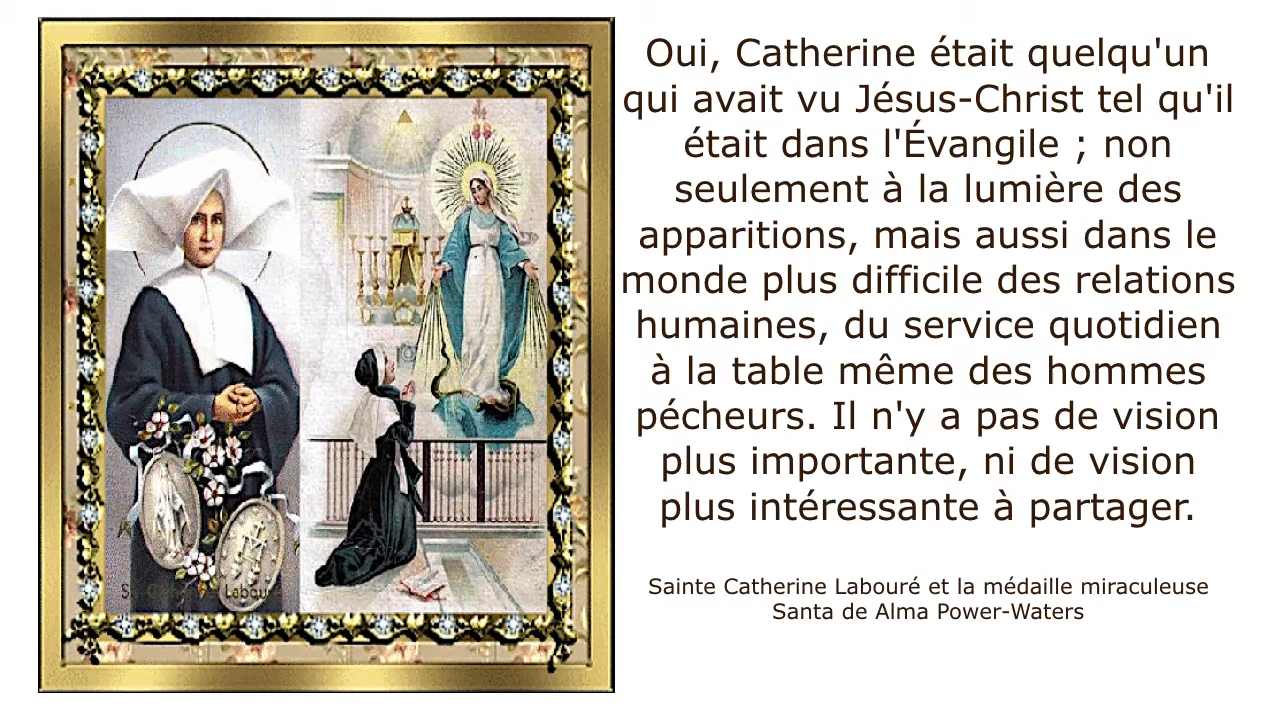 Oui, Catherine était quelqu'un
qui avait vu Jésus-Christ tel qu'il
était dans l'Évangile ; non
seulement à la lumière des
apparitions, mais aussi dans le
monde plus difficile des relations
humaines, du service quotidien
à la table même des hommes
pécheurs. Il n'y a pas de vision
plus importante, ni de vision
plus intéressante à partager.
Sainte Catherine Labouré et la médaille miraculeuse
Santa de Alma Power-Waters
Labouré